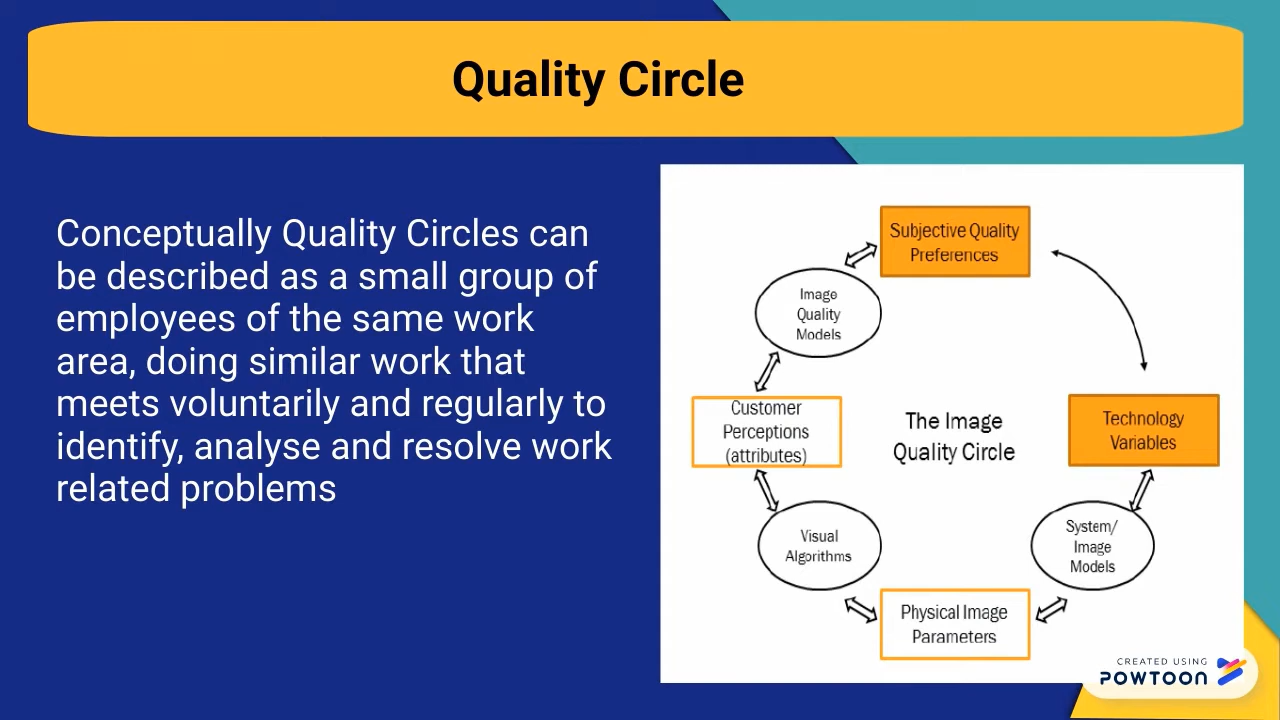 Quality Circle
Conceptually Quality Circles can
be described as a small group of
employees of the same work
area, doing similar work that
meets voluntarily and regularly to
identify, analyse and resolve work
related problems
Subjective Quality
Preferences
Image
Quality
Models
Customer
Perceptions
(attributes)
The Image
Quality Circle
Technology
Variables
Visual
Algorithms
System/
Image
Models
Physical Image
Parameters
CREATED USING
POWTOON